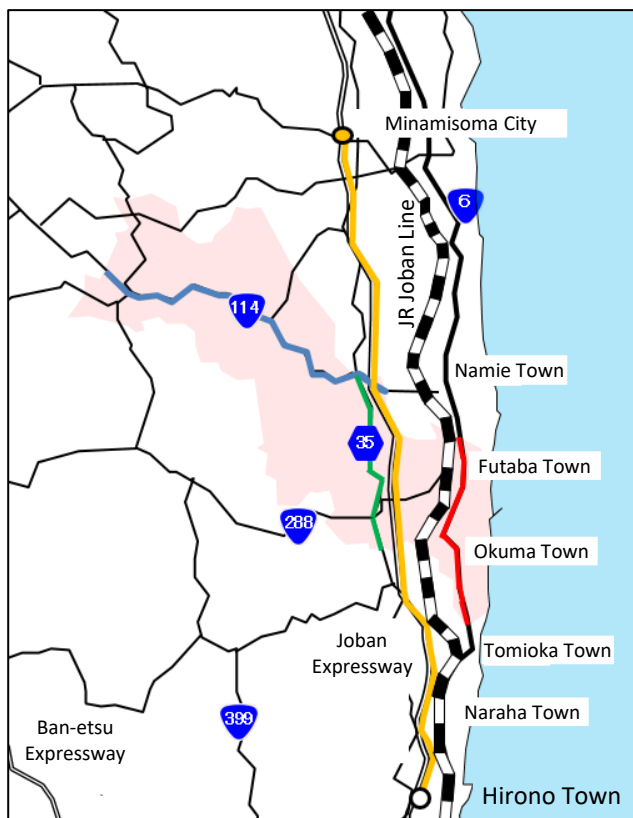 Minamisoma City
6
JR Joban Line
114
Namie Town
35
Futaba Town
288
Okuma Town
Joban
Expressway
Tomioka Town
399
Naraha Town
Ban-etsu
Expressway
Hirono Town